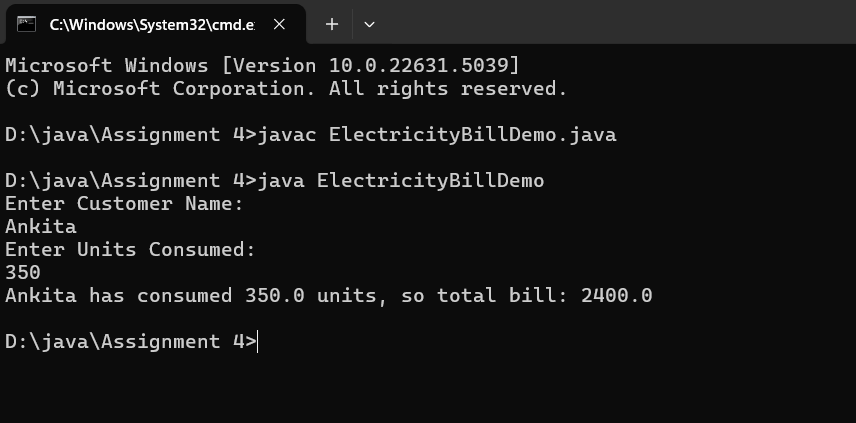 C:\Windows\System32\cmd.e
Microsoft Windows [Version 10.0.22631.5039]
(c) Microsoft Corporation. All rights reserved.
D:\java\Assignment 4>javac ElectricityBillDemo.java
D:\java\Assignment 4>java ElectricityBillDemo
Enter Customer Name:
Ankita
Enter Units Consumed:
350
Ankita has consumed 350.0 units, so total bill: 2400.0
D:\java\Assignment 4>